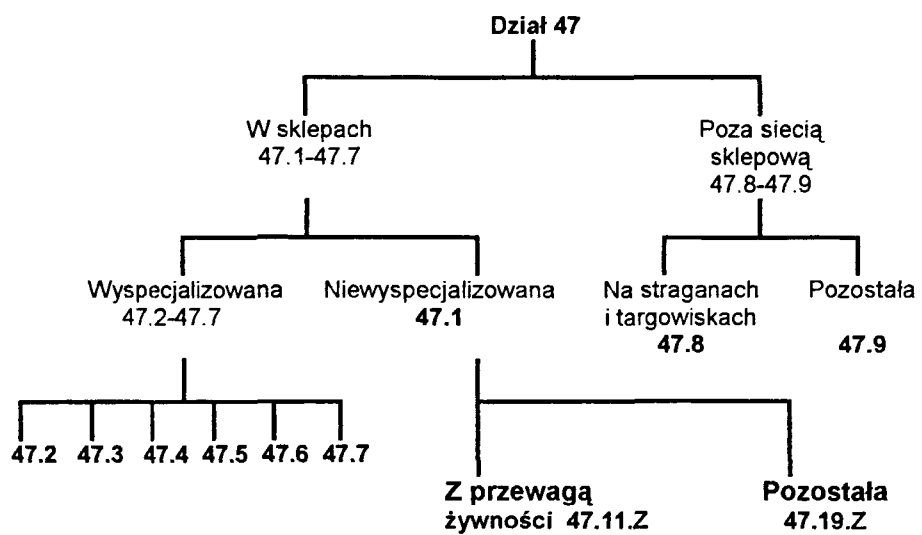 Dział 47
W sklepach
47.1-47.7
Poza siecią
sklepową
47.8-47.9
Wyspecjalizowana
47.2-47.7
Niewyspecjalizowana
47.1
Na straganach
i targowiskach
47.8
Pozostała
47.9
47.2 47.3 47.4 47.5 47.6 47.7
Z przewagą
żywności 47.11.Z
Pozostała
47.19.Z